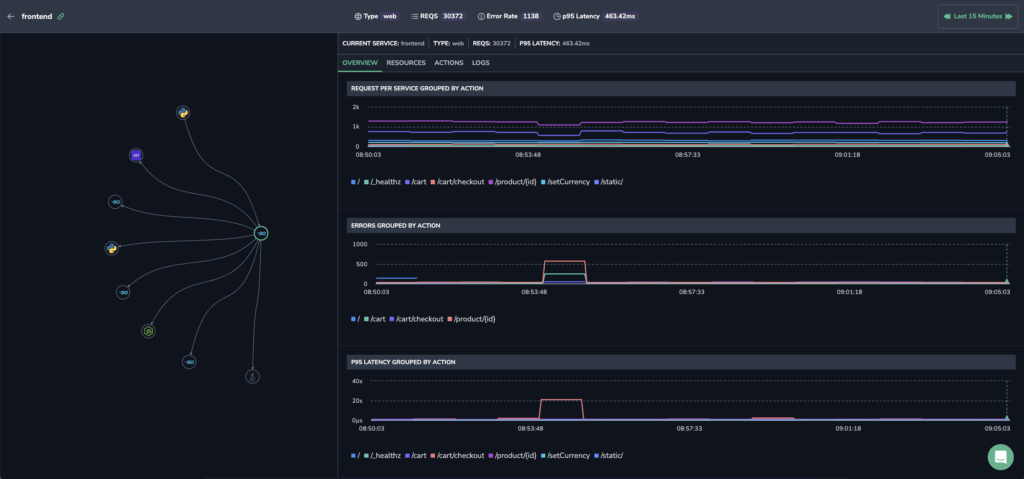 frontend
Type web REQS 30372 Error Rate 1138 p95 Latency 463.42ms
Last 15 Minutes
CURRENT SERVICE: frontend TYPE: web REQS: 30372 P95 LATENCY: 463.42ms
OVERVIEW RESOURCES ACTIONS LOGS
REQUEST PER SERVICE GROUPED BY ACTION
2k
1k
0
08:50:03 08:53:48 08:57:33 09:01:18 09:05:03
/ /_healthz /cart /cart/checkout /product/{id} /setCurrency /static/
ERRORS GROUPED BY ACTION
1000
500
0
08:50:03 08:53:48 08:57:33 09:01:18 09:05:03
/ /cart /cart/checkout /product/{id}
P95 LATENCY GROUPED BY ACTION
40s
20s
0µs
08:50:03 08:53:48 08:57:33 09:01:18 09:05:03
/ /_healthz /cart /cart/checkout /product/{id} /setCurrency /static/